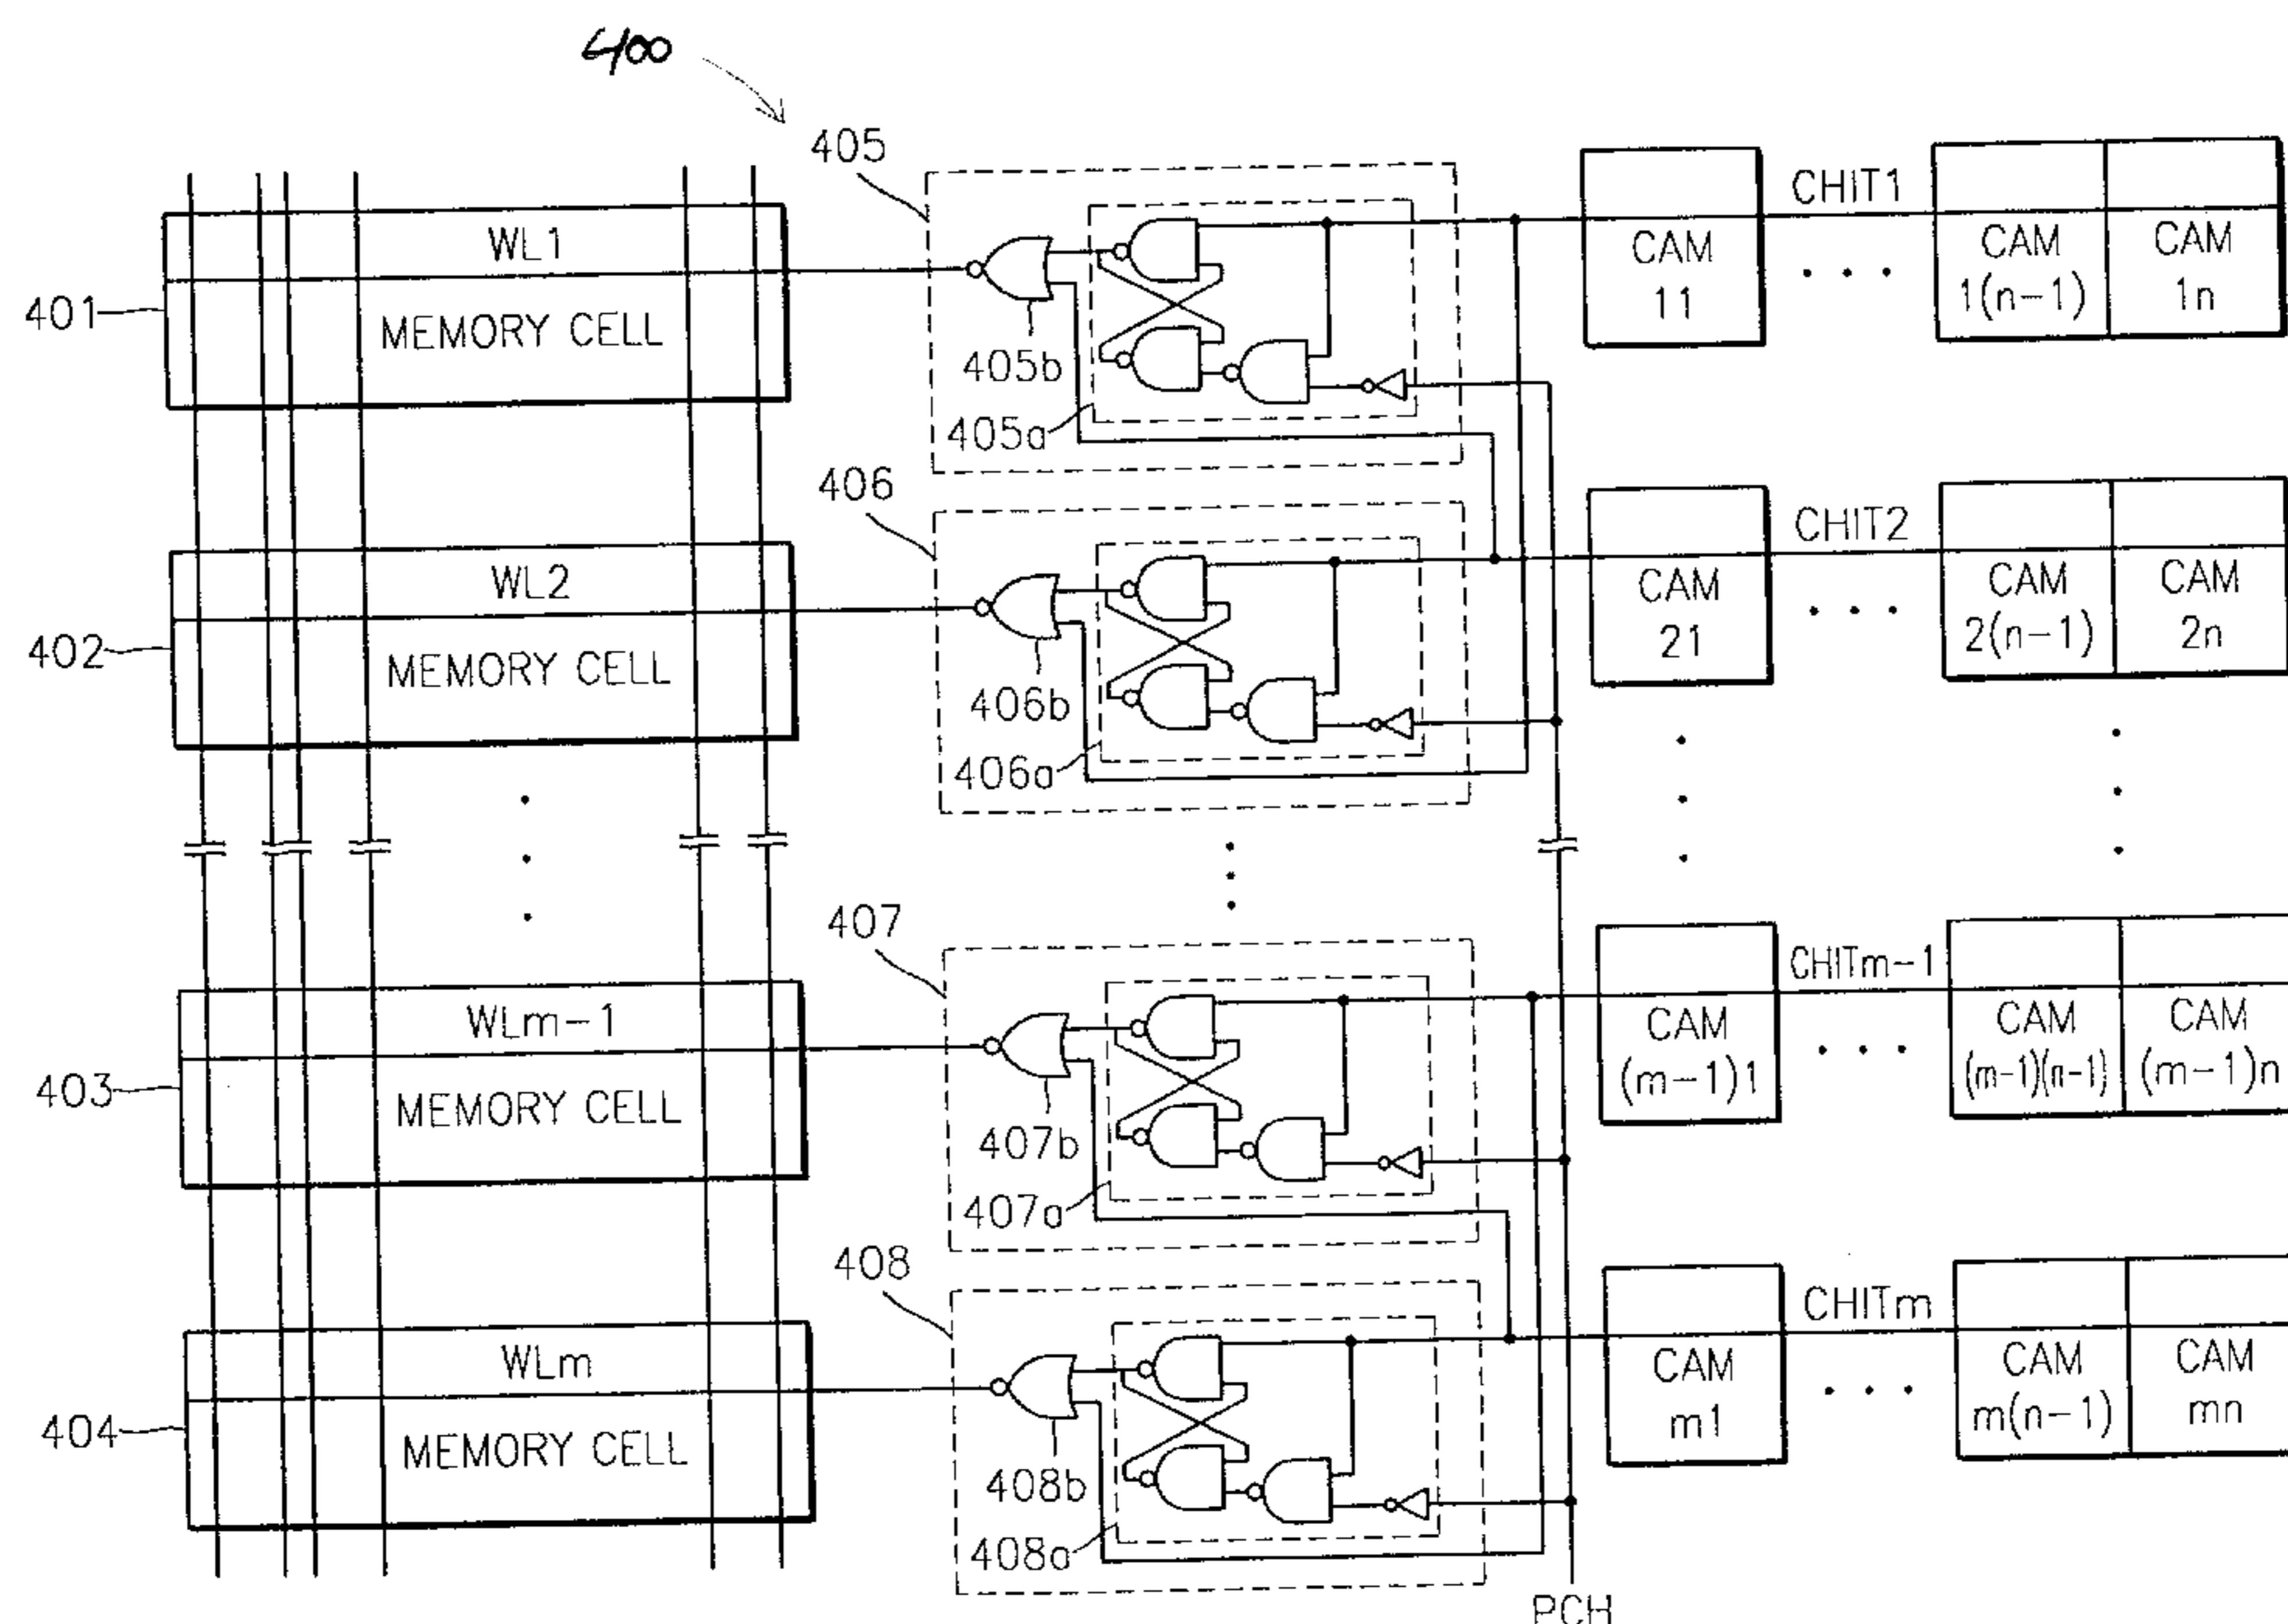 400
405
CHIT1
WL1
CAM
11
CAM
1(n-1)
CAM
1n
401
MEMORY CELL
405b
405a
406
CHIT2
WL2
CAM
21
CAM
2(n-1)
CAM
2n
402
MEMORY CELL
406b
406a
407
CHITm-1
WLm-1
CAM
(m-1)1
CAM
(m-1)(n-1)
CAM
(m-1)n
403
MEMORY CELL
407b
407a
408
CHITm
WLm
CAM
m1
CAM
m(n-1)
CAM
mn
404
MEMORY CELL
408b
408a
PCH